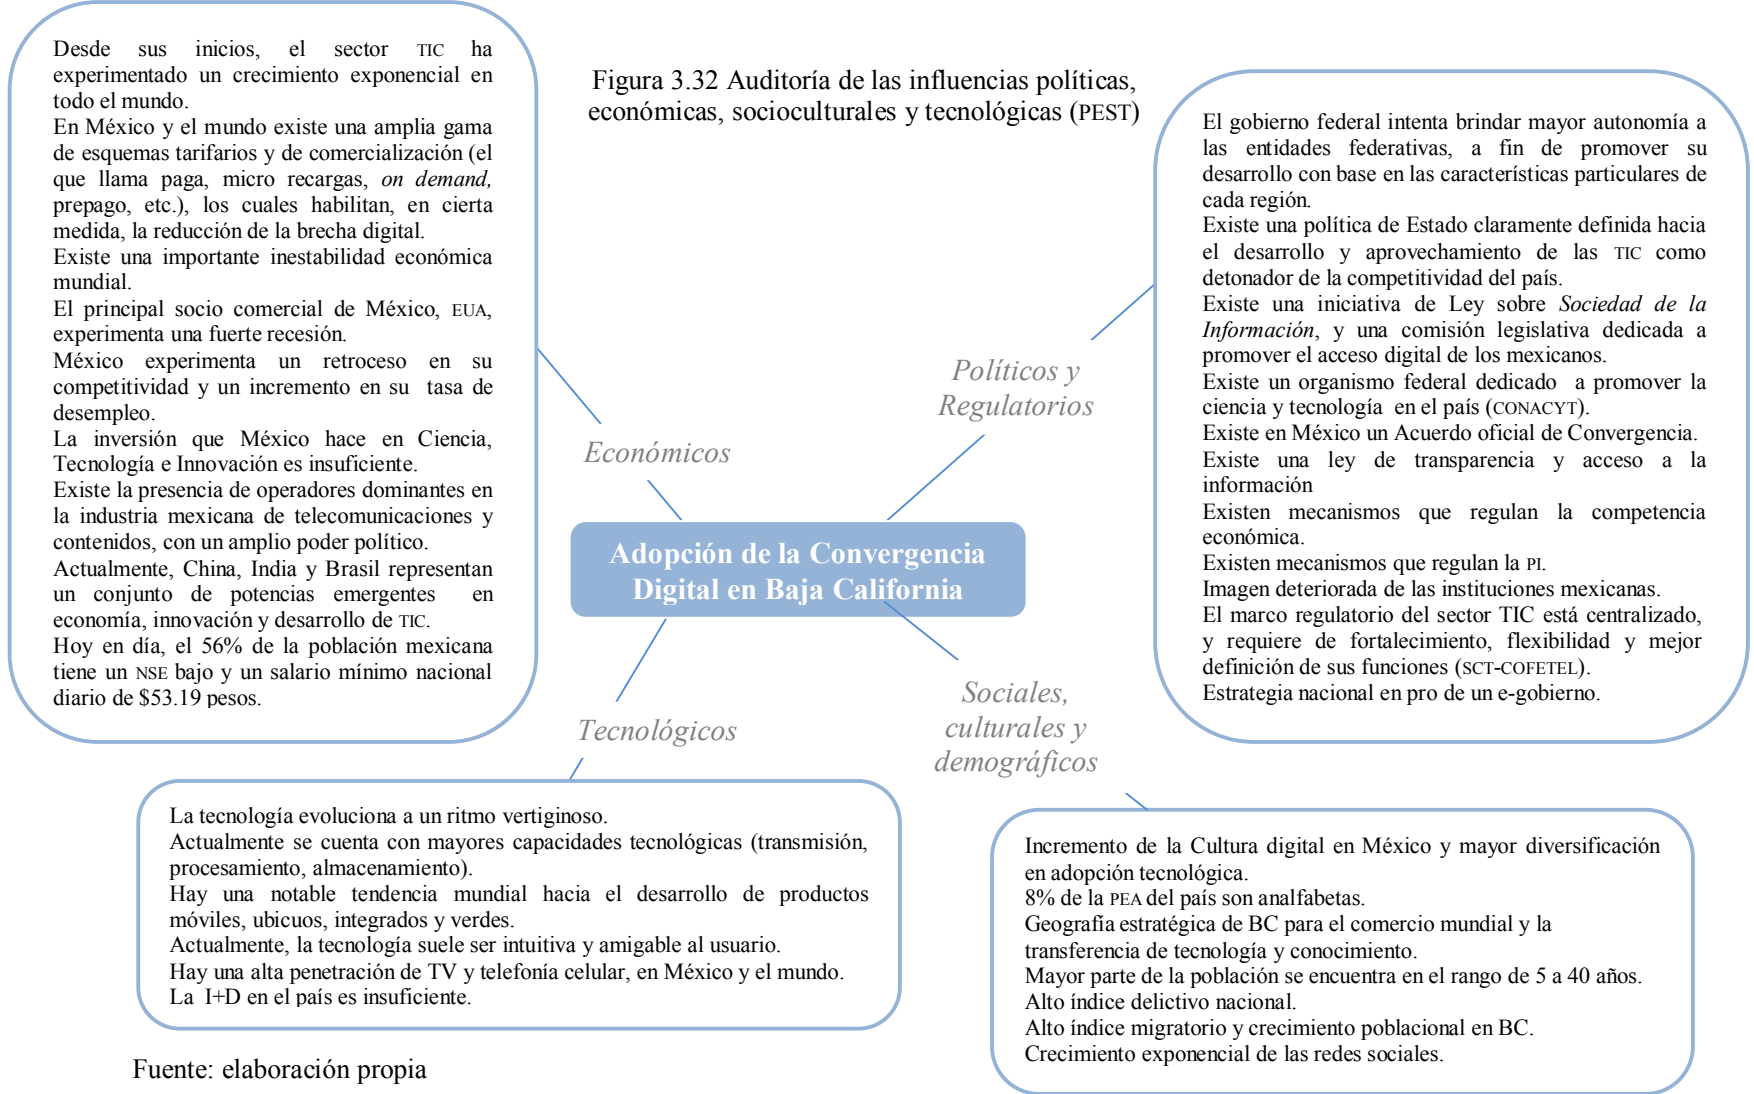 Figura 3.32 Auditoría de las influencias políticas,
económicas, socioculturales y tecnológicas (PEST)
Desde sus inicios, el sector TIC ha
experimentado un crecimiento exponencial en
todo el mundo.
En México y el mundo existe una amplia gama
de esquemas tarifarios y de comercialización (el
que llama paga, micro recargas, on demand,
prepago, etc.), los cuales habilitan, en cierta
medida, la reducción de la brecha digital.
Existe una importante inestabilidad económica
mundial.
El principal socio comercial de México, EUA,
experimenta una fuerte recesión.
México experimenta un retroceso en su
competitividad y un incremento en su tasa de
desempleo.
La inversión que México hace en Ciencia,
Tecnología e Innovación es insuficiente.
Existe la presencia de operadores dominantes en
la industria mexicana de telecomunicaciones y
contenidos, con un amplio poder político.
Actualmente, China, India y Brasil representan
un conjunto de potencias emergentes en
economía, innovación y desarrollo de TIC.
Hoy en día, el 56% de la población mexicana
tiene un NSE bajo y un salario mínimo nacional
diario de $53.19 pesos.
El gobierno federal intenta brindar mayor autonomía a
las entidades federativas, a fin de promover su
desarrollo con base en las características particulares de
cada región.
Existe una política de Estado claramente definida hacia
el desarrollo y aprovechamiento de las TIC como
detonador de la competitividad del país.
Existe una iniciativa de Ley sobre Sociedad de la
Información, y una comisión legislativa dedicada a
promover el acceso digital de los mexicanos.
Existe un organismo federal dedicado a promover la
ciencia y tecnología en el país (CONACYT).
Existe en México un Acuerdo oficial de Convergencia.
Existe una ley de transparencia y acceso a la
información
Existen mecanismos que regulan la competencia
económica.
Existen mecanismos que regulan la PI.
Imagen deteriorada de las instituciones mexicanas.
El marco regulatorio del sector TIC está centralizado,
y requiere de fortalecimiento, flexibilidad y mejor
definición de sus funciones (SCT-COFETEL).
Estrategia nacional en pro de un e-gobierno.
Económicos
Políticos y
Regulatorios
Adopción de la Convergencia
Digital en Baja California
Tecnológicos
Sociales,
culturales y
demográficos
La tecnología evoluciona a un ritmo vertiginoso.
Actualmente se cuenta con mayores capacidades tecnológicas (transmisión,
procesamiento, almacenamiento).
Hay una notable tendencia mundial hacia el desarrollo de productos
móviles, ubicuos, integrados y verdes.
Actualmente, la tecnología suele ser intuitiva y amigable al usuario.
Hay una alta penetración de TV y telefonía celular, en México y el mundo.
La I+D en el país es insuficiente.
Incremento de la Cultura digital en México y mayor diversificación
en adopción tecnológica.
8% de la PEA del país son analfabetas.
Geografía estratégica de BC para el comercio mundial y la
transferencia de tecnología y conocimiento.
Mayor parte de la población se encuentra en el rango de 5 a 40 años.
Alto índice delictivo nacional.
Alto índice migratorio y crecimiento poblacional en BC.
Crecimiento exponencial de las redes sociales.
Fuente: elaboración propia